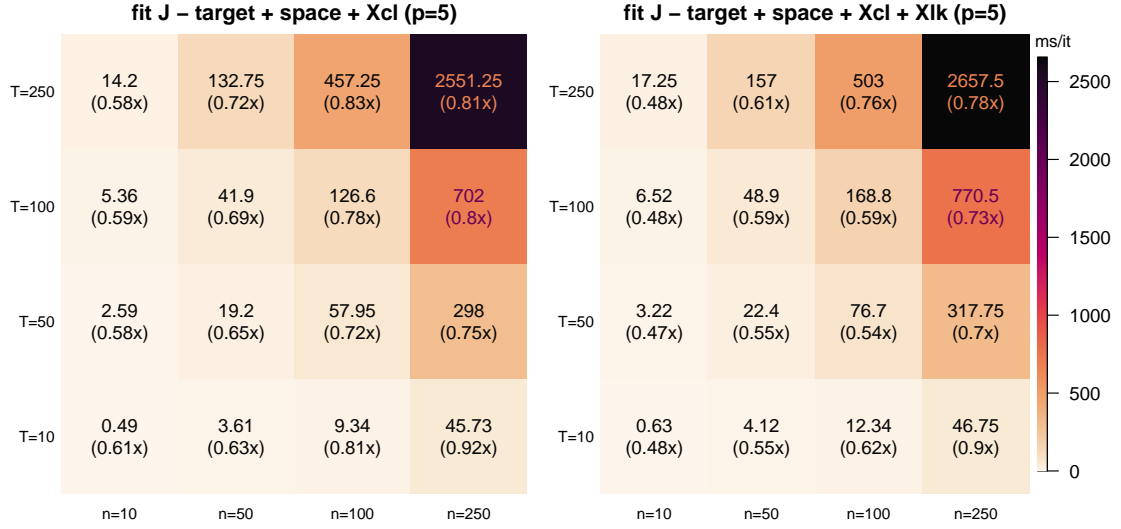 fit J − target + space + Xcl (p=5)
T=250
14.2
(0.58x)
132.75
(0.72x)
457.25
(0.83x)
2551.25
(0.81x)
T=100
5.36
(0.59x)
41.9
(0.69x)
126.6
(0.78x)
702
(0.8x)
T=50
2.59
(0.58x)
19.2
(0.65x)
57.95
(0.72x)
298
(0.75x)
T=10
0.49
(0.61x)
3.61
(0.63x)
9.34
(0.81x)
45.73
(0.92x)
n=10
n=50
n=100
n=250
fit J − target + space + Xcl + Xlk (p=5)
T=250
17.25
(0.48x)
157
(0.61x)
503
(0.76x)
2657.5
(0.78x)
T=100
6.52
(0.48x)
48.9
(0.59x)
168.8
(0.59x)
770.5
(0.73x)
T=50
3.22
(0.47x)
22.4
(0.55x)
76.7
(0.54x)
317.75
(0.7x)
T=10
0.63
(0.48x)
4.12
(0.55x)
12.34
(0.62x)
46.75
(0.9x)
n=10
n=50
n=100
n=250
ms/it
2500
2000
1500
1000
500
0